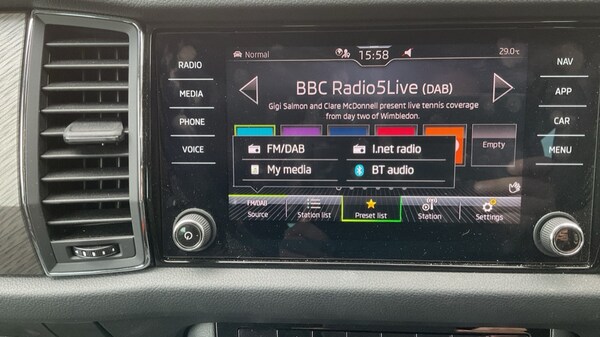 RADIO
MEDIA
PHONE
VOICE
Normal
15:58
29.0°C
BBC Radio5Live (DAB)
Gigi Salmon and Clare McDonnell present live tennis coverage
from day two of Wimbledon.
Empty
FM/DAB
I.net radio
My media
BT audio
FM/DAB
Source
Station list
Preset list
Station
Settings
NAV
APP
CAR
MENU